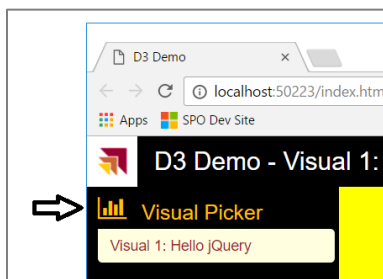 D3 Demo
localhost:50223/index.htm
Apps SPO Dev Site
D3 Demo - Visual 1:
Visual Picker
Visual 1: Hello jQuery